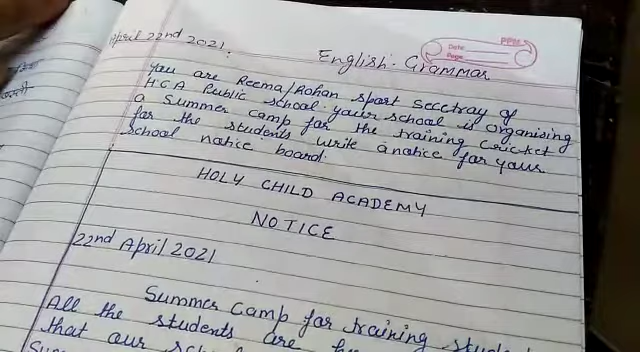 April 22nd 2021.
PPM
Date
Page
English. Grammar
You are Reema/Rohan sport secctray of
HCA Public school. your school is organising
a summer camp for the training cricket
for the students write a notice for your
school notice board.
HOLY CHILD ACADEMY
NOTICE
22nd April 2021
Summer Camp for training
All the students are
that our